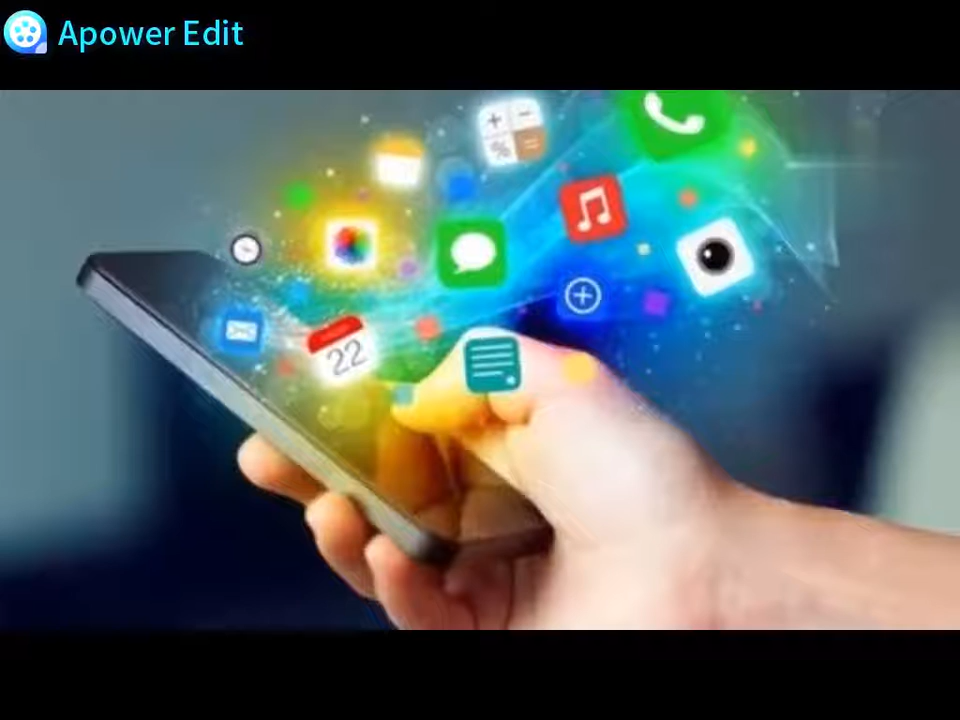 Apower Edit
+ −
% =
22